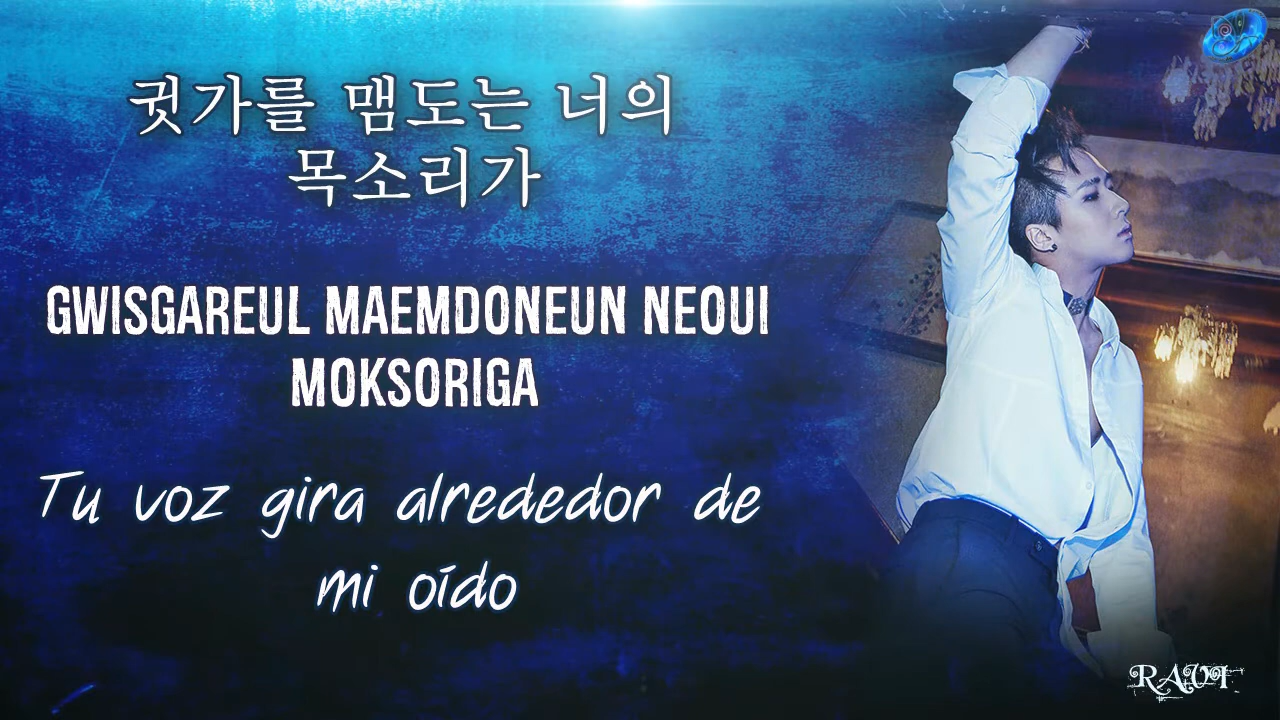 귓가를 맴도는 너의
목소리가
GWISGAREUL MAEMDONEUN NEOUI
MOKSORIGA
Tu voz gira alrededor de
mi oído
RAVI